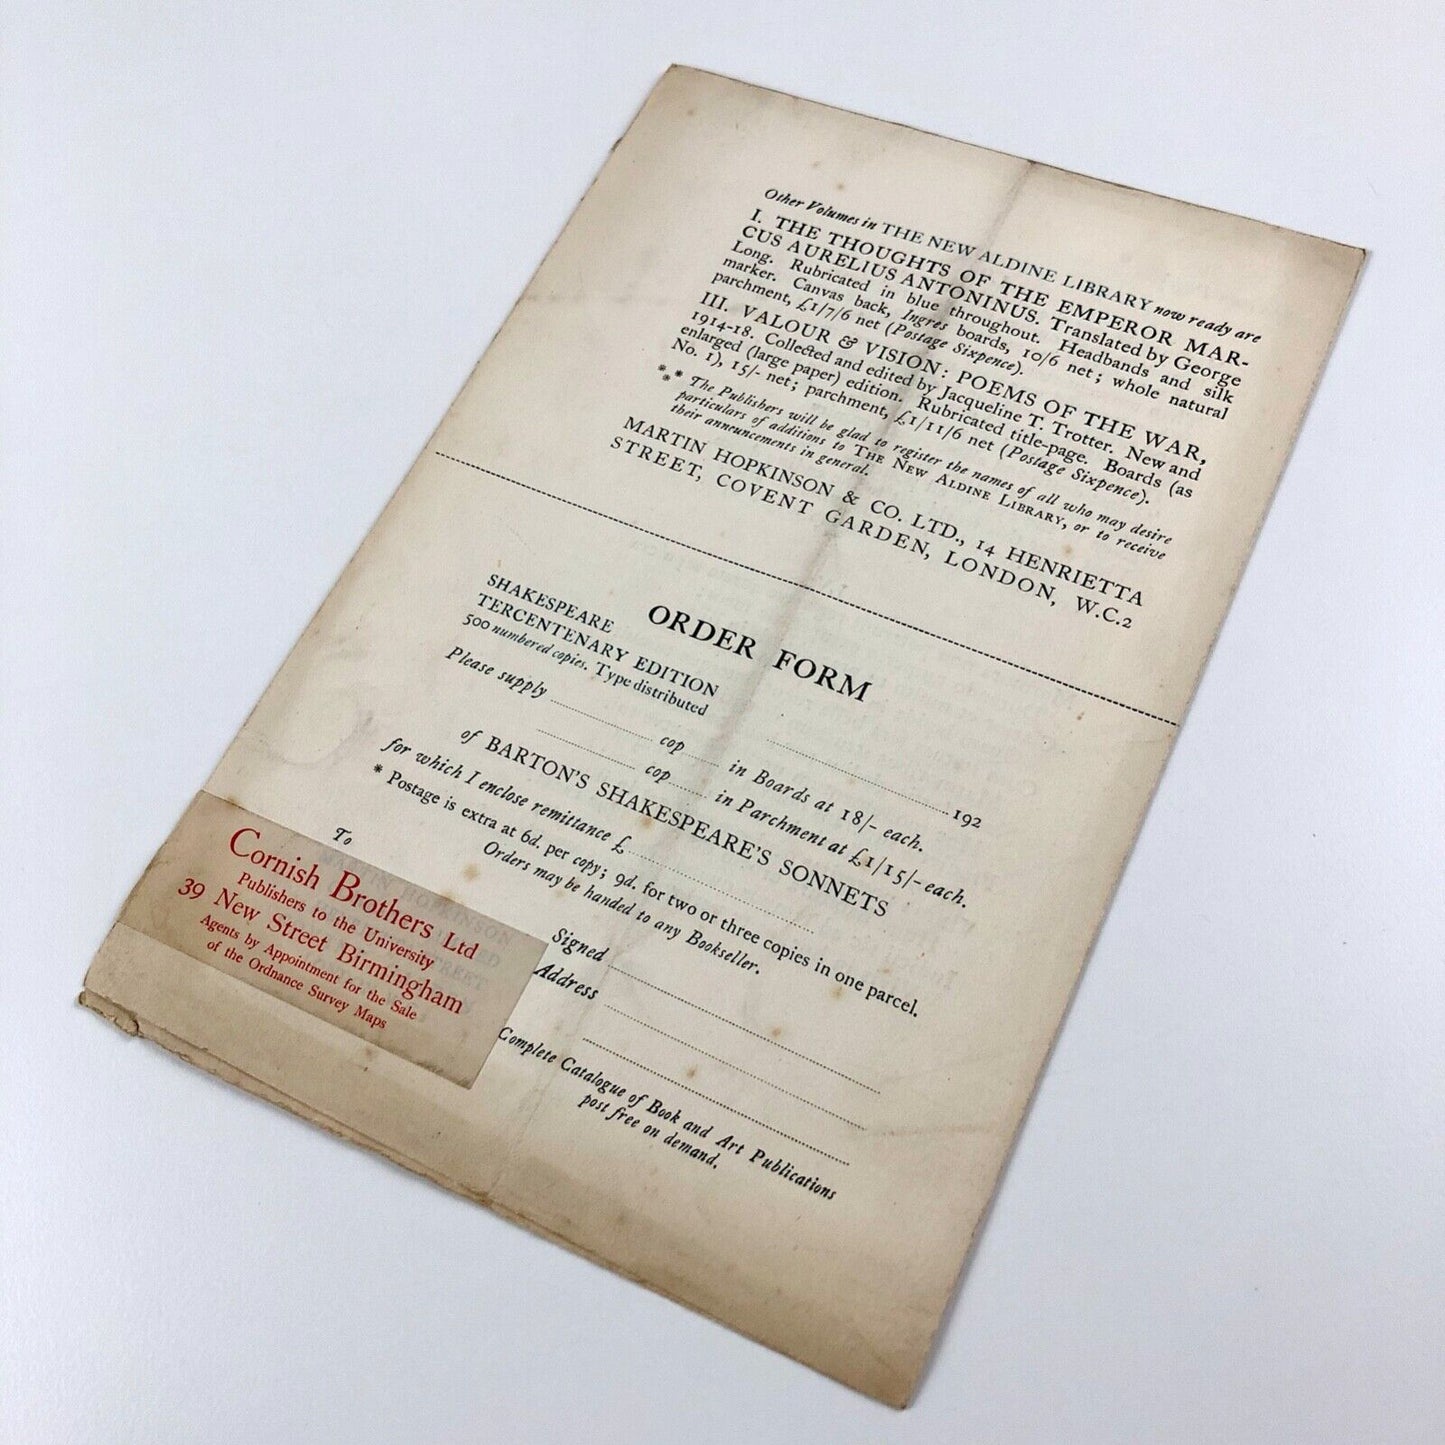 Other Volumes in THE NEW ALDINE LIBRARY now ready are
I. THE THOUGHTS OF THE EMPEROR MAR-
CUS AURELIUS ANTONINUS. Translated by George
Long. Rubricated in blue throughout. Headbands and silk
marker. Canvas back, Ingres boards, 10/6 net; whole natural
parchment, £1/7/6 net (Postage Sixpence).
III. VALOUR & VISION: POEMS OF THE WAR,
1914-18. Collected and edited by Jacqueline T. Trotter. New and
enlarged (large paper) edition. Rubricated title-page. Boards (as
No. 1), 15/- net; parchment, £1/11/6 net (Postage Sixpence).
*** The Publishers will be glad to register the names of all who may desire
particulars of additions to THE NEW ALDINE LIBRARY, or to receive
their announcements in general.
MARTIN HOPKINSON & CO. LTD., 14 HENRIETTA
STREET, COVENT GARDEN, LONDON, W.C.2
ORDER FORM
SHAKESPEARE
TERCENTENARY EDITION
500 numbered copies. Type distributed
192
Please supply cop in Boards at 18/- each.
cop in Parchment at £1/15/- each.
of BARTON'S SHAKESPEARE'S SONNETS
for which I enclose remittance £
* Postage is extra at 6d. per copy; 9d. for two or three copies in one parcel.
Orders may be handed to any Bookseller.
To
Cornish Brothers Ltd
Publishers to the University
39 New Street Birmingham
Agents by Appointment for the Sale
of the Ordnance Survey Maps
Signed
Address
Complete Catalogue of Book and Art Publications
post free on demand.